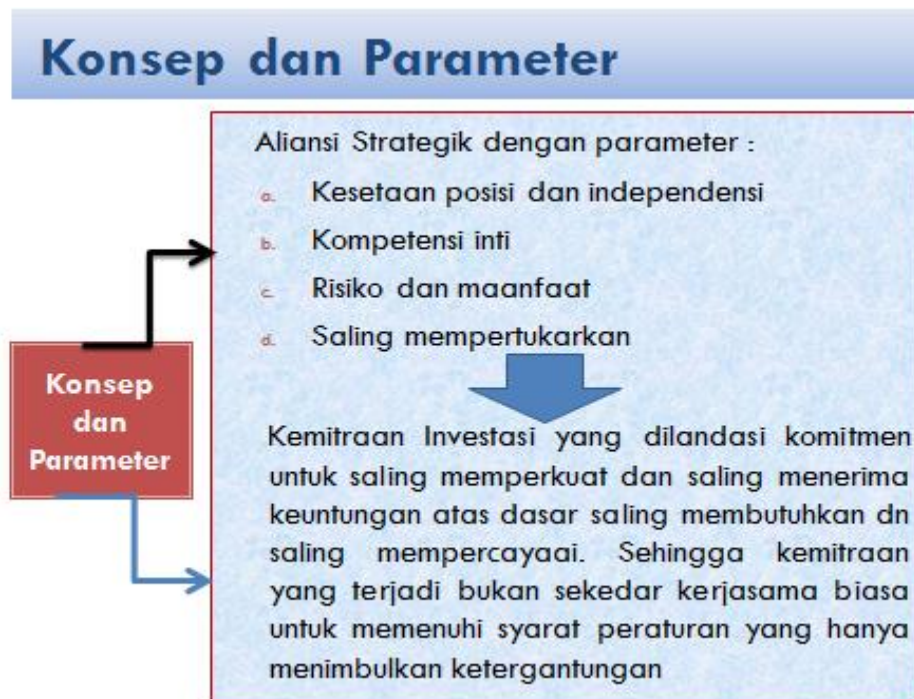 Konsep dan Parameter
Aliansi Strategik dengan parameter :
a. Kesetaan posisi dan independensi
b. Kompetensi inti
c. Risiko dan maanfaat
d. Saling mempertukarkan
Konsep
dan
Parameter
Kemitraan Investasi yang dilandasi komitmen
untuk saling memperkuat dan saling menerima
keuntungan atas dasar saling membutuhkan dn
saling mempercayaai. Sehingga kemitraan
yang terjadi bukan sekedar kerjasama biasa
untuk memenuhi syarat peraturan yang hanya
menimbulkan ketergantungan